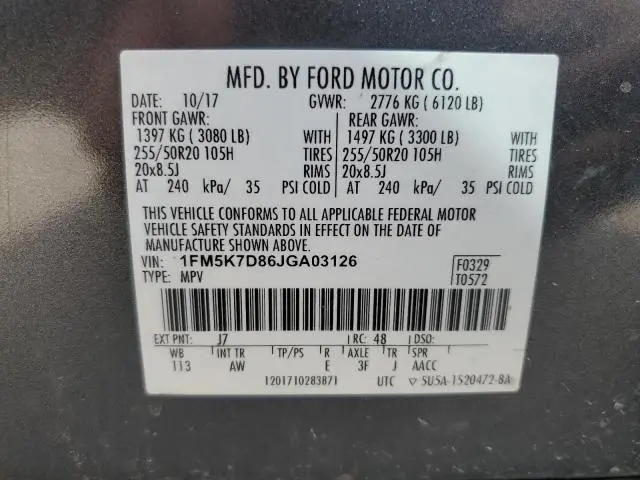 MFD. BY FORD MOTOR CO.
DATE: 10/17 GVWR: 2776 KG ( 6120 LB)
FRONT GAWR: REAR GAWR:
1397 KG ( 3080 LB) WITH 1497 KG ( 3300 LB) WITH
255/50R20 105H TIRES 255/50R20 105H TIRES
20x8.5J RIMS 20x8.5J RIMS
AT 240 kPa/ 35 PSI COLD AT 240 kPa/ 35 PSI COLD
THIS VEHICLE CONFORMS TO ALL APPLICABLE FEDERAL MOTOR
VEHICLE SAFETY STANDARDS IN EFFECT ON THE DATE OF
MANUFACTURE SHOWN ABOVE.
VIN: 1FM5K7D86JGA03126 F0329
TYPE: MPV T0572
EXT PNT: J7 RC: 48 DSO:
WB INT TR TP/PS R AXLE TR SPR
113 AW E 3F J AACC
1201710283871 UTC ▽ 5U5A-1520472-BA